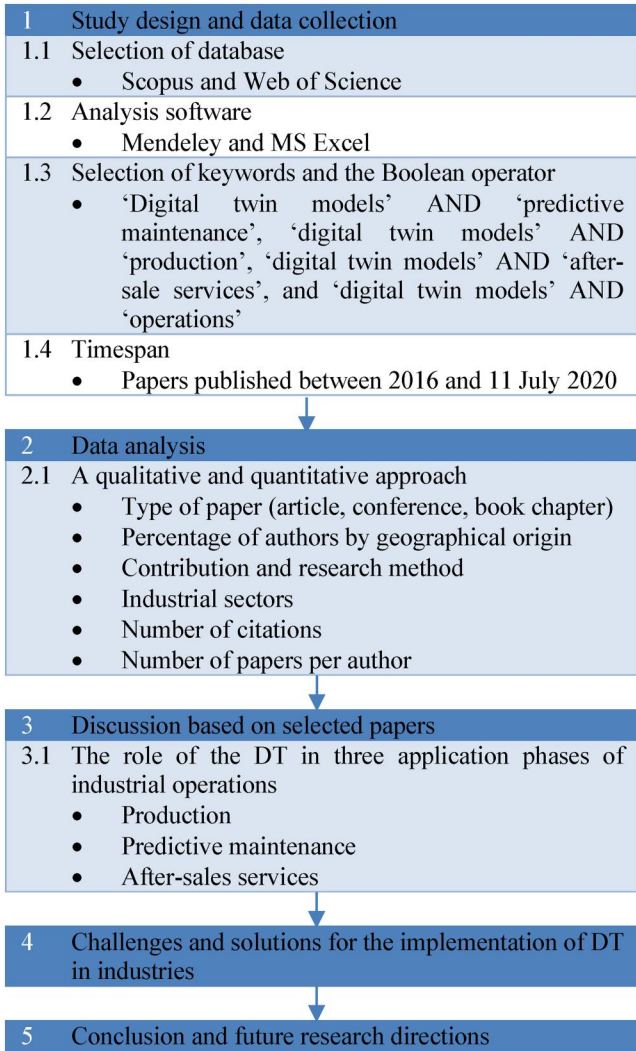 1 Study design and data collection
1.1 Selection of database
• Scopus and Web of Science
1.2 Analysis software
• Mendeley and MS Excel
1.3 Selection of keywords and the Boolean operator
• ‘Digital twin models’ AND ‘predictive
maintenance’, ‘digital twin models’ AND
‘production’, ‘digital twin models’ AND ‘after-
sale services’, and ‘digital twin models’ AND
‘operations’
1.4 Timespan
• Papers published between 2016 and 11 July 2020
2 Data analysis
2.1 A qualitative and quantitative approach
• Type of paper (article, conference, book chapter)
• Percentage of authors by geographical origin
• Contribution and research method
• Industrial sectors
• Number of citations
• Number of papers per author
3 Discussion based on selected papers
3.1 The role of the DT in three application phases of
industrial operations
• Production
• Predictive maintenance
• After-sales services
4 Challenges and solutions for the implementation of DT
in industries
5 Conclusion and future research directions